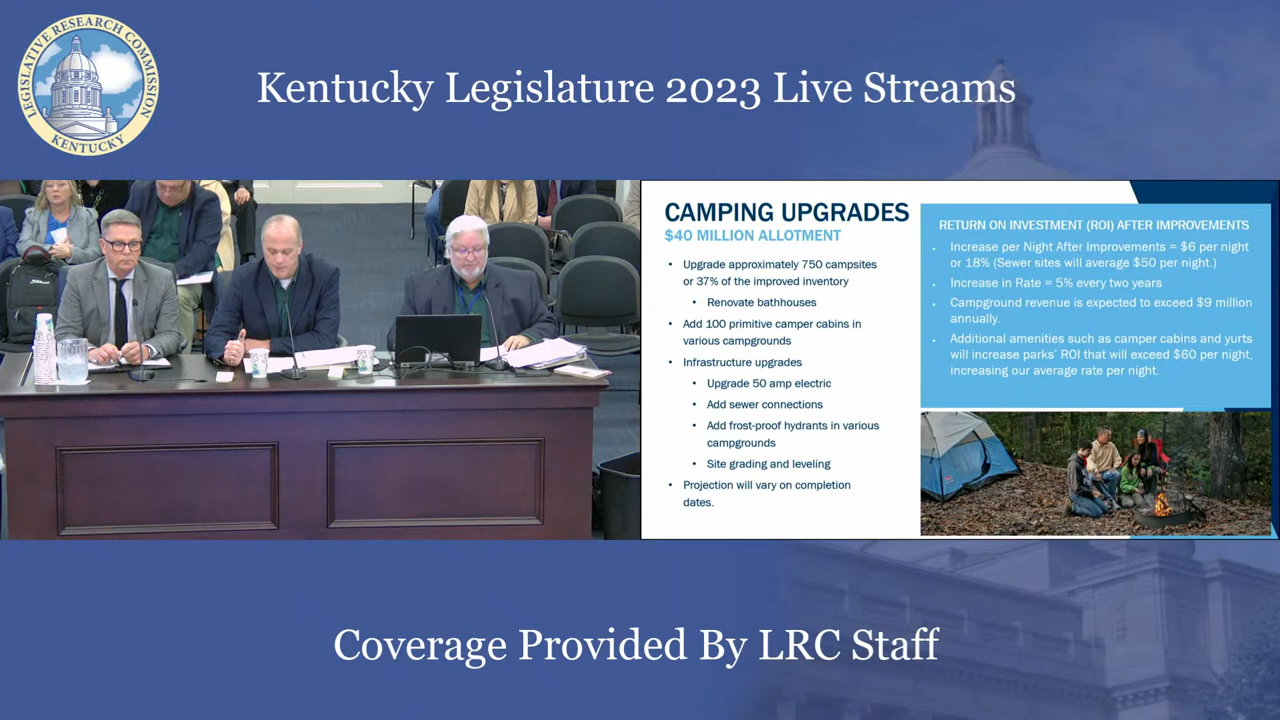 LEGISLATIVE RESEARCH COMMISSION
KENTUCKY
Kentucky Legislature 2023 Live Streams
CAMPING UPGRADES
$40 MILLION ALLOTMENT
• Upgrade approximately 750 campsites
or 37% of the improved inventory
• Renovate bathhouses
• Add 100 primitive camper cabins in
various campgrounds
• Infrastructure upgrades
• Upgrade 50 amp electric
• Add sewer connections
• Add frost-proof hydrants in various
campgrounds
• Site grading and leveling
• Projection will vary on completion
dates.
RETURN ON INVESTMENT (ROI) AFTER IMPROVEMENTS
• Increase per Night After Improvements = $6 per night
or 18% (Sewer sites will average $50 per night.)
• Increase in Rate = 5% every two years
• Campground revenue is expected to exceed $9 million
annually.
• Additional amenities such as camper cabins and yurts
will increase parks' ROI that will exceed $60 per night,
increasing our average rate per night.
Coverage Provided By LRC Staff